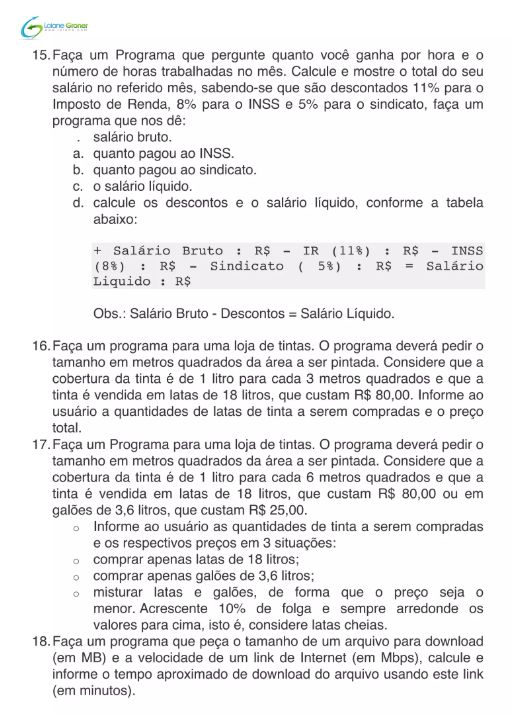 Loiane Groner
15. Faça um Programa que pergunte quanto você ganha por hora e o
número de horas trabalhadas no mês. Calcule e mostre o total do seu
salário no referido mês, sabendo-se que são descontados 11% para o
Imposto de Renda, 8% para o INSS e 5% para o sindicato, faça um
programa que nos dê:
. salário bruto.
a. quanto pagou ao INSS.
b. quanto pagou ao sindicato.
c. o salário líquido.
d. calcule os descontos e o salário líquido, conforme a tabela
abaixo:
+ Salário Bruto : R$ - IR (11%) : R$ - INSS
(8%) : R$ - Sindicato ( 5%) : R$ = Salário
Liquido : R$
Obs.: Salário Bruto - Descontos = Salário Líquido.
16. Faça um programa para uma loja de tintas. O programa deverá pedir o
tamanho em metros quadrados da área a ser pintada. Considere que a
cobertura da tinta é de 1 litro para cada 3 metros quadrados e que a
tinta é vendida em latas de 18 litros, que custam R$ 80,00. Informe ao
usuário a quantidades de latas de tinta a serem compradas e o preço
total.
17. Faça um Programa para uma loja de tintas. O programa deverá pedir o
tamanho em metros quadrados da área a ser pintada. Considere que a
cobertura da tinta é de 1 litro para cada 6 metros quadrados e que a
tinta é vendida em latas de 18 litros, que custam R$ 80,00 ou em
galões de 3,6 litros, que custam R$ 25,00.
o Informe ao usuário as quantidades de tinta a serem compradas
e os respectivos preços em 3 situações:
o comprar apenas latas de 18 litros;
o comprar apenas galões de 3,6 litros;
o misturar latas e galões, de forma que o preço seja o
menor. Acrescente 10% de folga e sempre arredonde os
valores para cima, isto é, considere latas cheias.
18. Faça um programa que peça o tamanho de um arquivo para download
(em MB) e a velocidade de um link de Internet (em Mbps), calcule e
informe o tempo aproximado de download do arquivo usando este link
(em minutos).